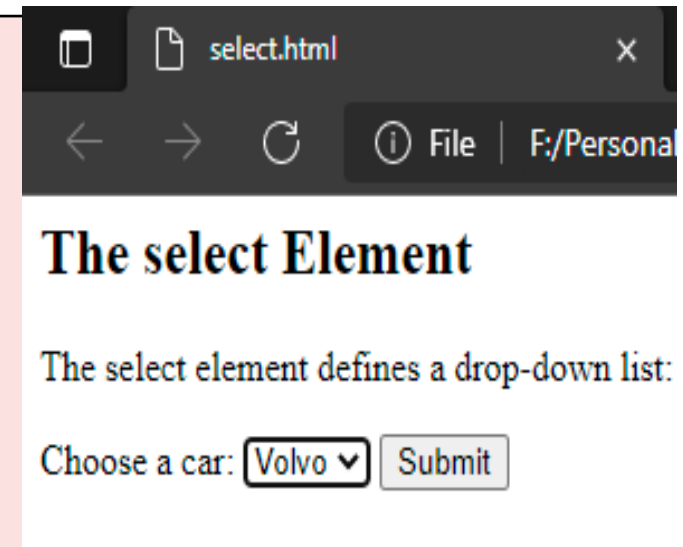 select.html
File F:/Personal
The select Element
The select element defines a drop-down list:
Choose a car: Volvo Submit